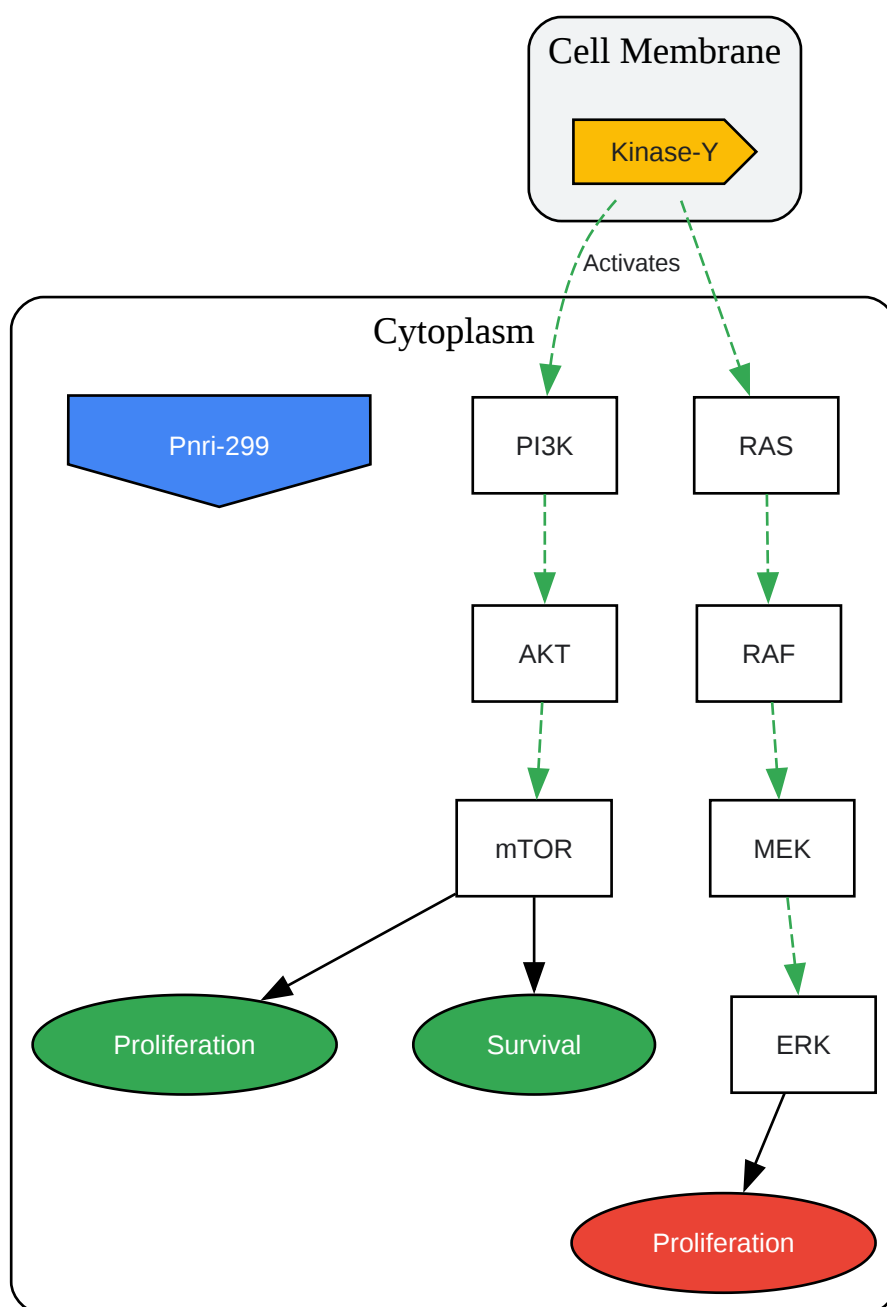 Cell Membrane
Kinase-Y
Activates
Cytoplasm
Pnri-299
PI3K
RAS
AKT
RAF
mTOR
MEK
Proliferation
Survival
ERK
Proliferation